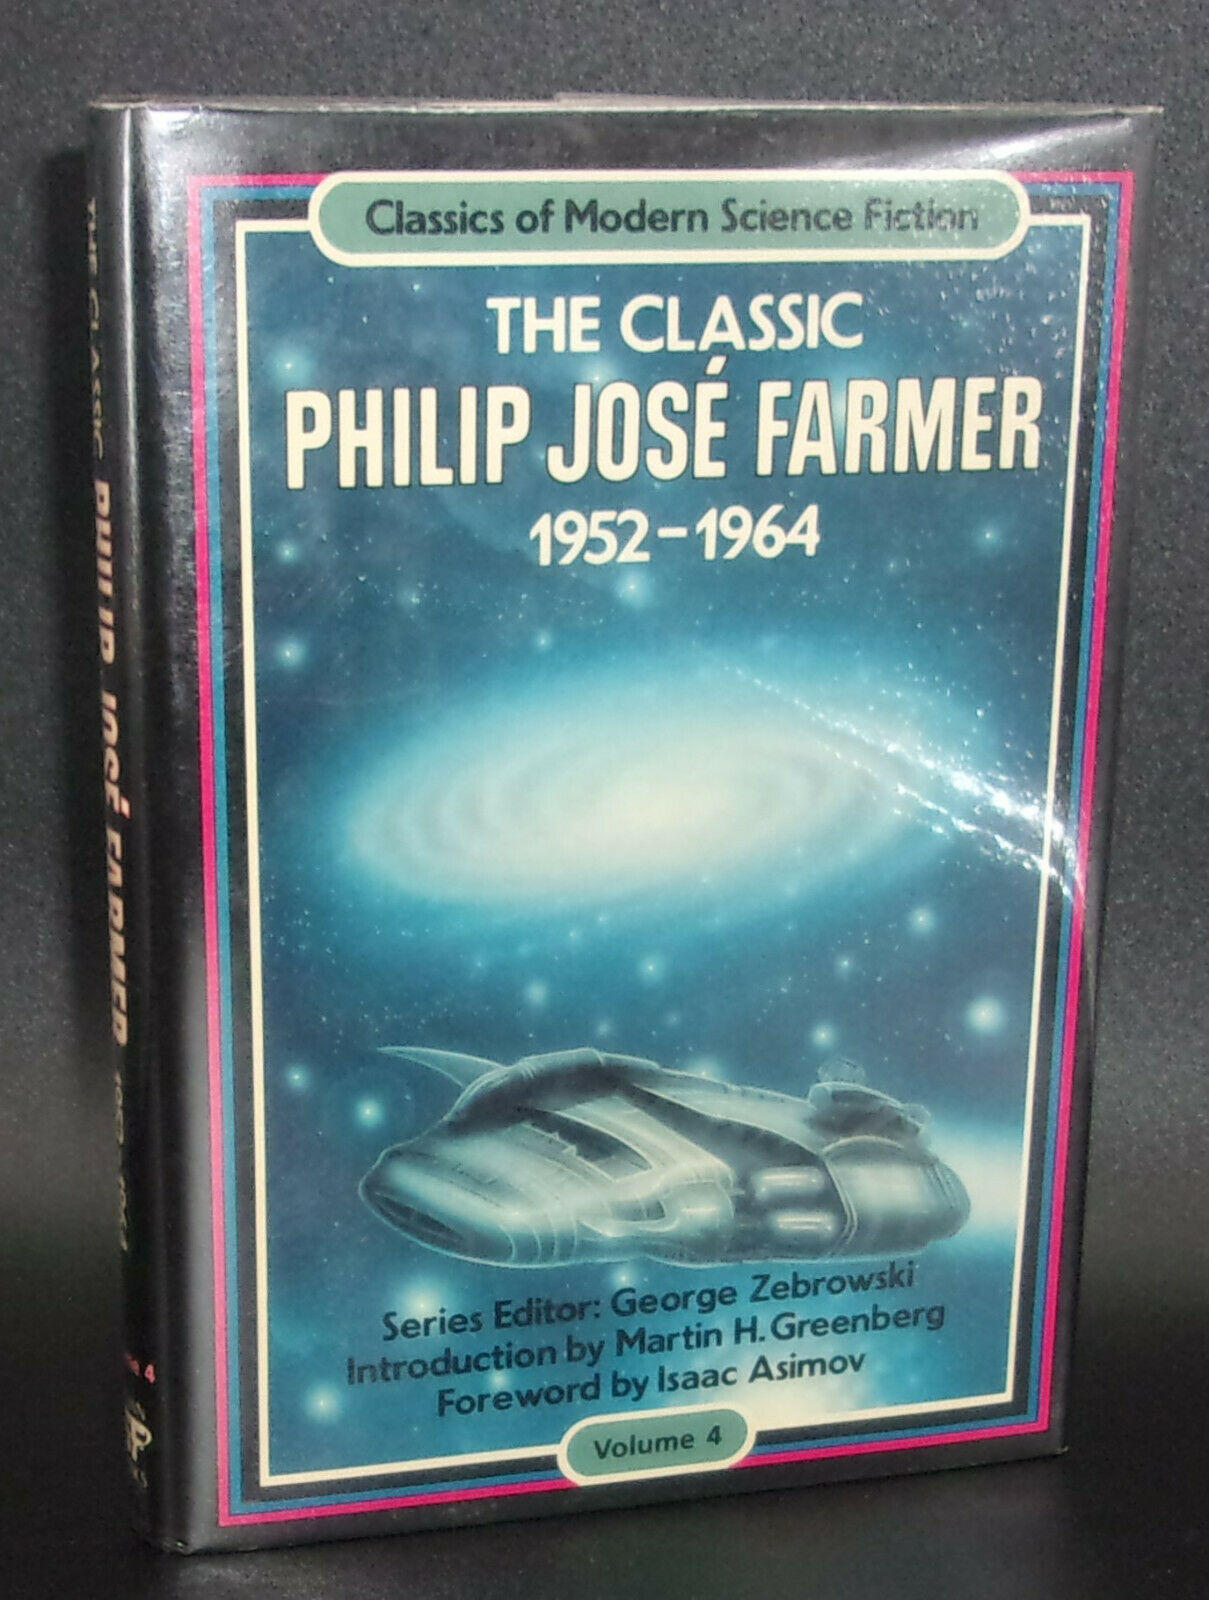 Classics of Modern Science Fiction
THE CLASSIC
PHILIP JOSÉ FARMER
1952-1964
Series Editor: George Zebrowski
Introduction by Martin H. Greenberg
Foreword by Isaac Asimov
Volume 4
THE CLASSIC PHILIP JOSÉ FARMER